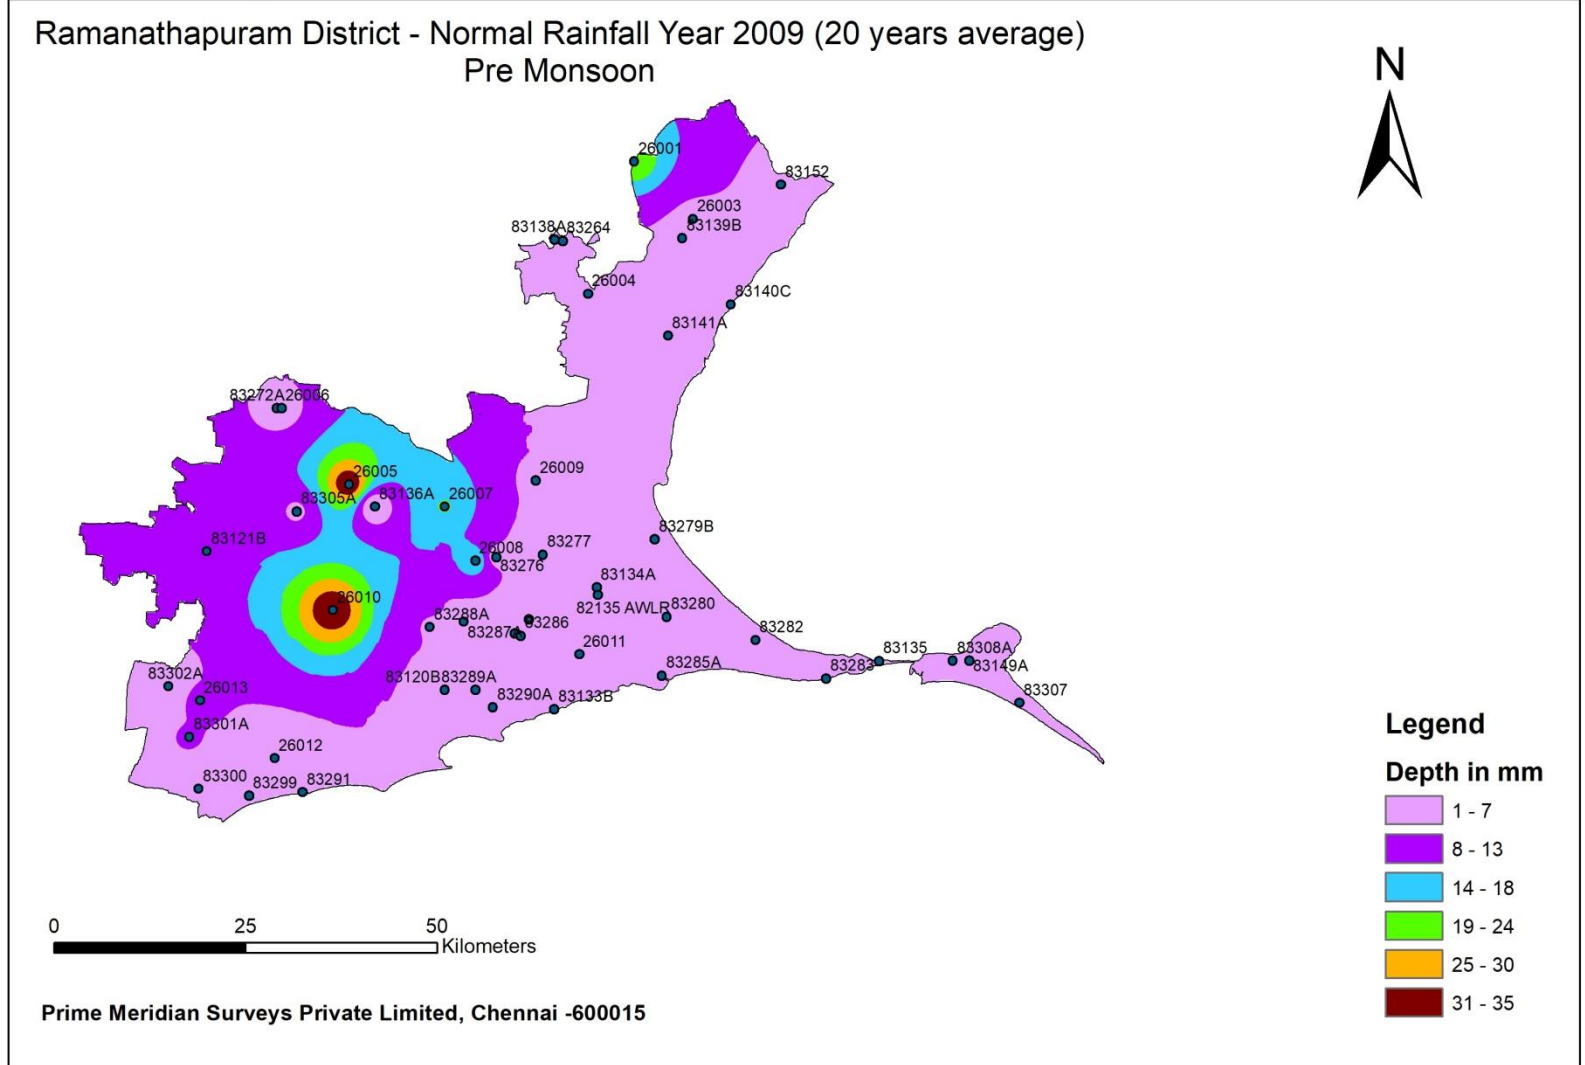 Ramanathapuram District - Normal Rainfall Year 2009 (20 years average)
Pre Monsoon
N
26001
83152
26003
83139B
83138A
83264
26004
83140C
83141A
83272A
26006
26005
26009
83305A
83136A
26007
83279B
83121B
26008
83277
83276
83134A
26010
82135 AWLR
83280
83288A
83286
83287A
83282
26011
83135
83308A
83149A
83302A
83283
83285A
83120B
83289A
26013
83290A
83133B
83307
83301A
26012
83300
83299
83291
Legend
Depth in mm
1 - 7
8 - 13
14 - 18
19 - 24
25 - 30
31 - 35
0 25 50
Kilometers
Prime Meridian Surveys Private Limited, Chennai -600015